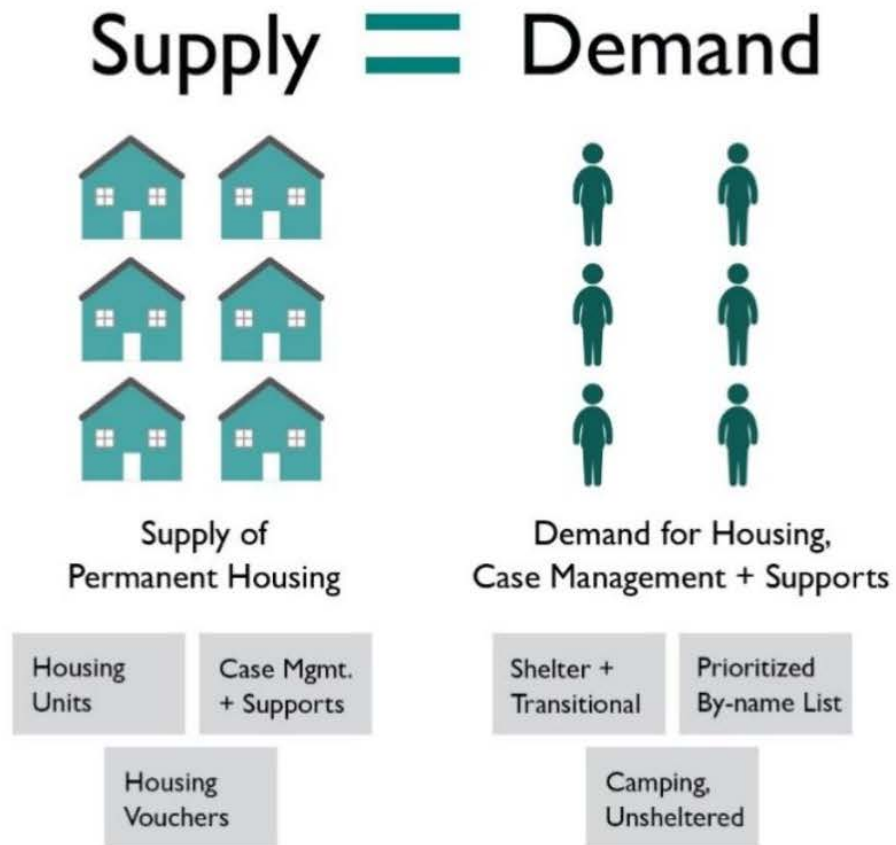 Supply = Demand
Supply of
Permanent Housing
Demand for Housing,
Case Management + Supports
Housing
Units
Case Mgmt.
+ Supports
Housing
Vouchers
Shelter +
Transitional
Prioritized
By-name List
Camping,
Unsheltered